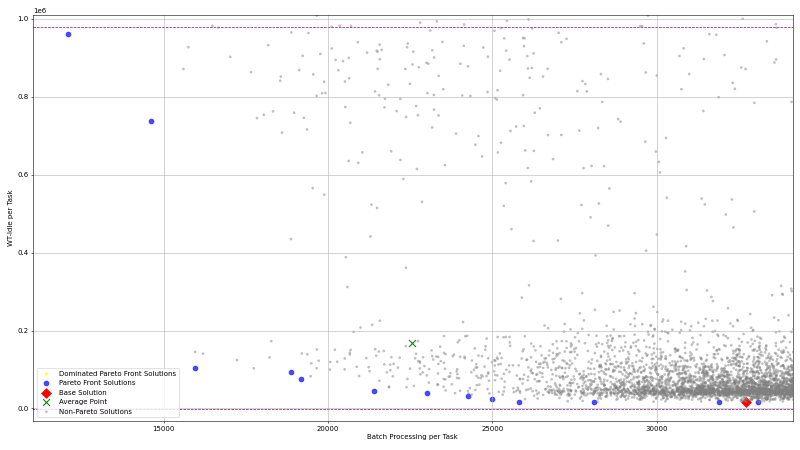 1e6
1.0
0.8
0.6
0.4
0.2
0.0
WT-Idle per Task
Dominated Pareto Front Solutions
Pareto Front Solutions
Base Solution
Average Point
Non-Pareto Solutions
15000 20000 25000 30000
Batch Processing per Task